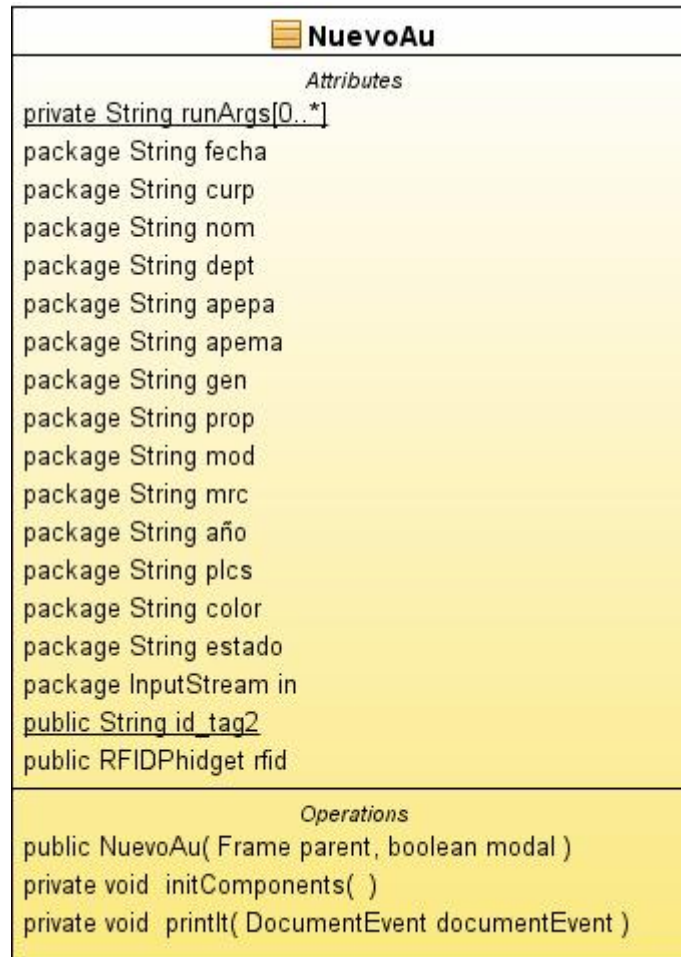 NuevoAu
Attributes
private String runArgs[0..*]
package String fecha
package String curp
package String nom
package String dept
package String apepa
package String apema
package String gen
package String prop
package String mod
package String mrc
package String año
package String plcs
package String color
package String estado
package InputStream in
public String id_tag2
public RFIDPhidget rfid
Operations
public NuevoAu( Frame parent, boolean modal )
private void initComponents( )
private void printIt( DocumentEvent documentEvent )